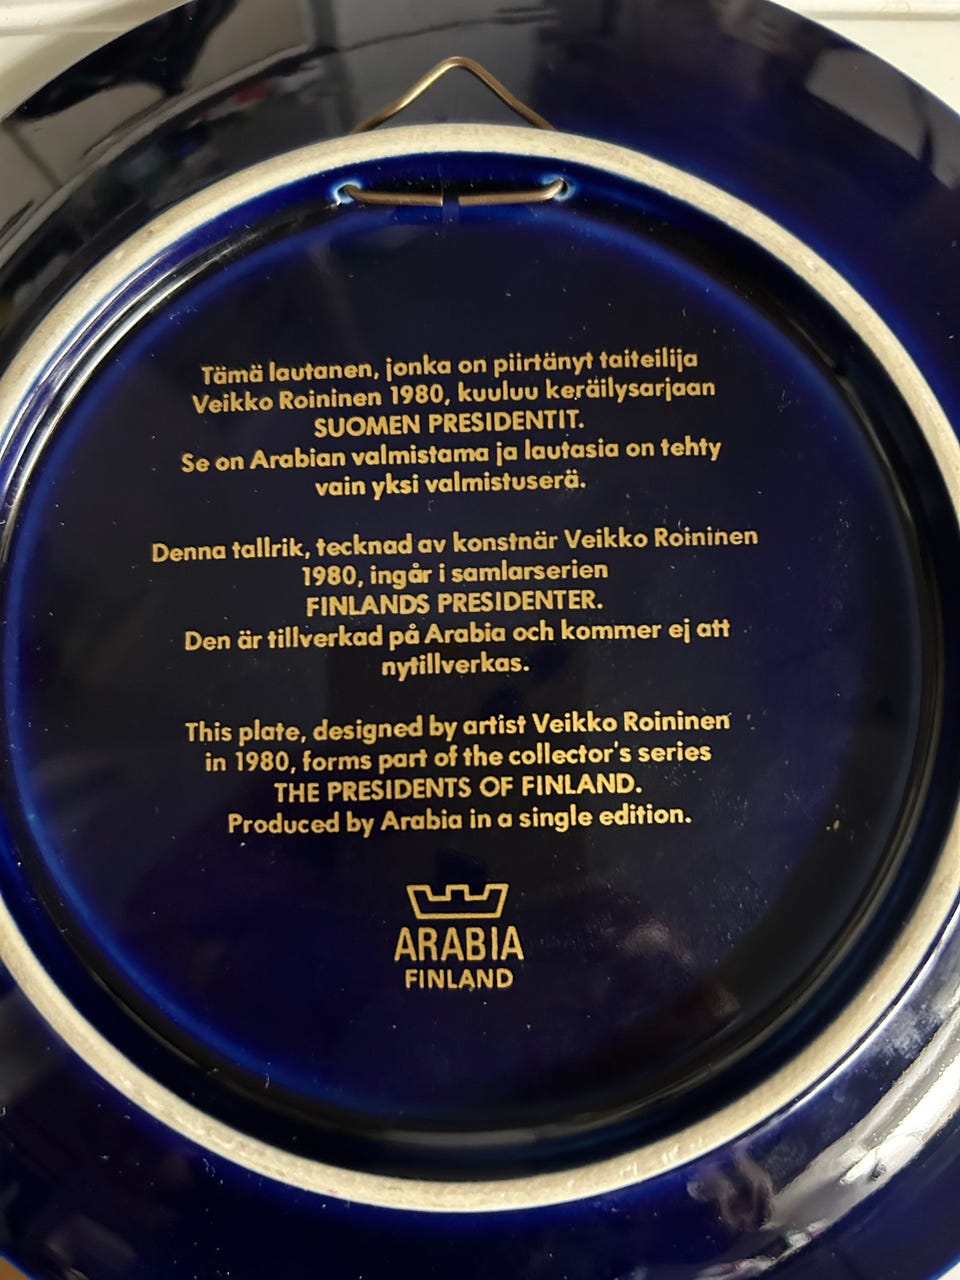 Tämä lautanen, jonka on piirtänyt taiteilija
Veikko Roininen 1980, kuuluu keräilysarjaan
SUOMEN PRESIDENTIT.
Se on Arabian valmistama ja lautasia on tehty
vain yksi valmistuserä.
Denna tallrik, tecknad av konstnär Veikko Roininen
1980, ingår i samlarserien
FINLANDS PRESIDENTER.
Den är tillverkad på Arabia och kommer ej att
nytillverkas.
This plate, designed by artist Veikko Roininen
in 1980, forms part of the collector's series
THE PRESIDENTS OF FINLAND.
Produced by Arabia in a single edition.
ARABIA
FINLAND